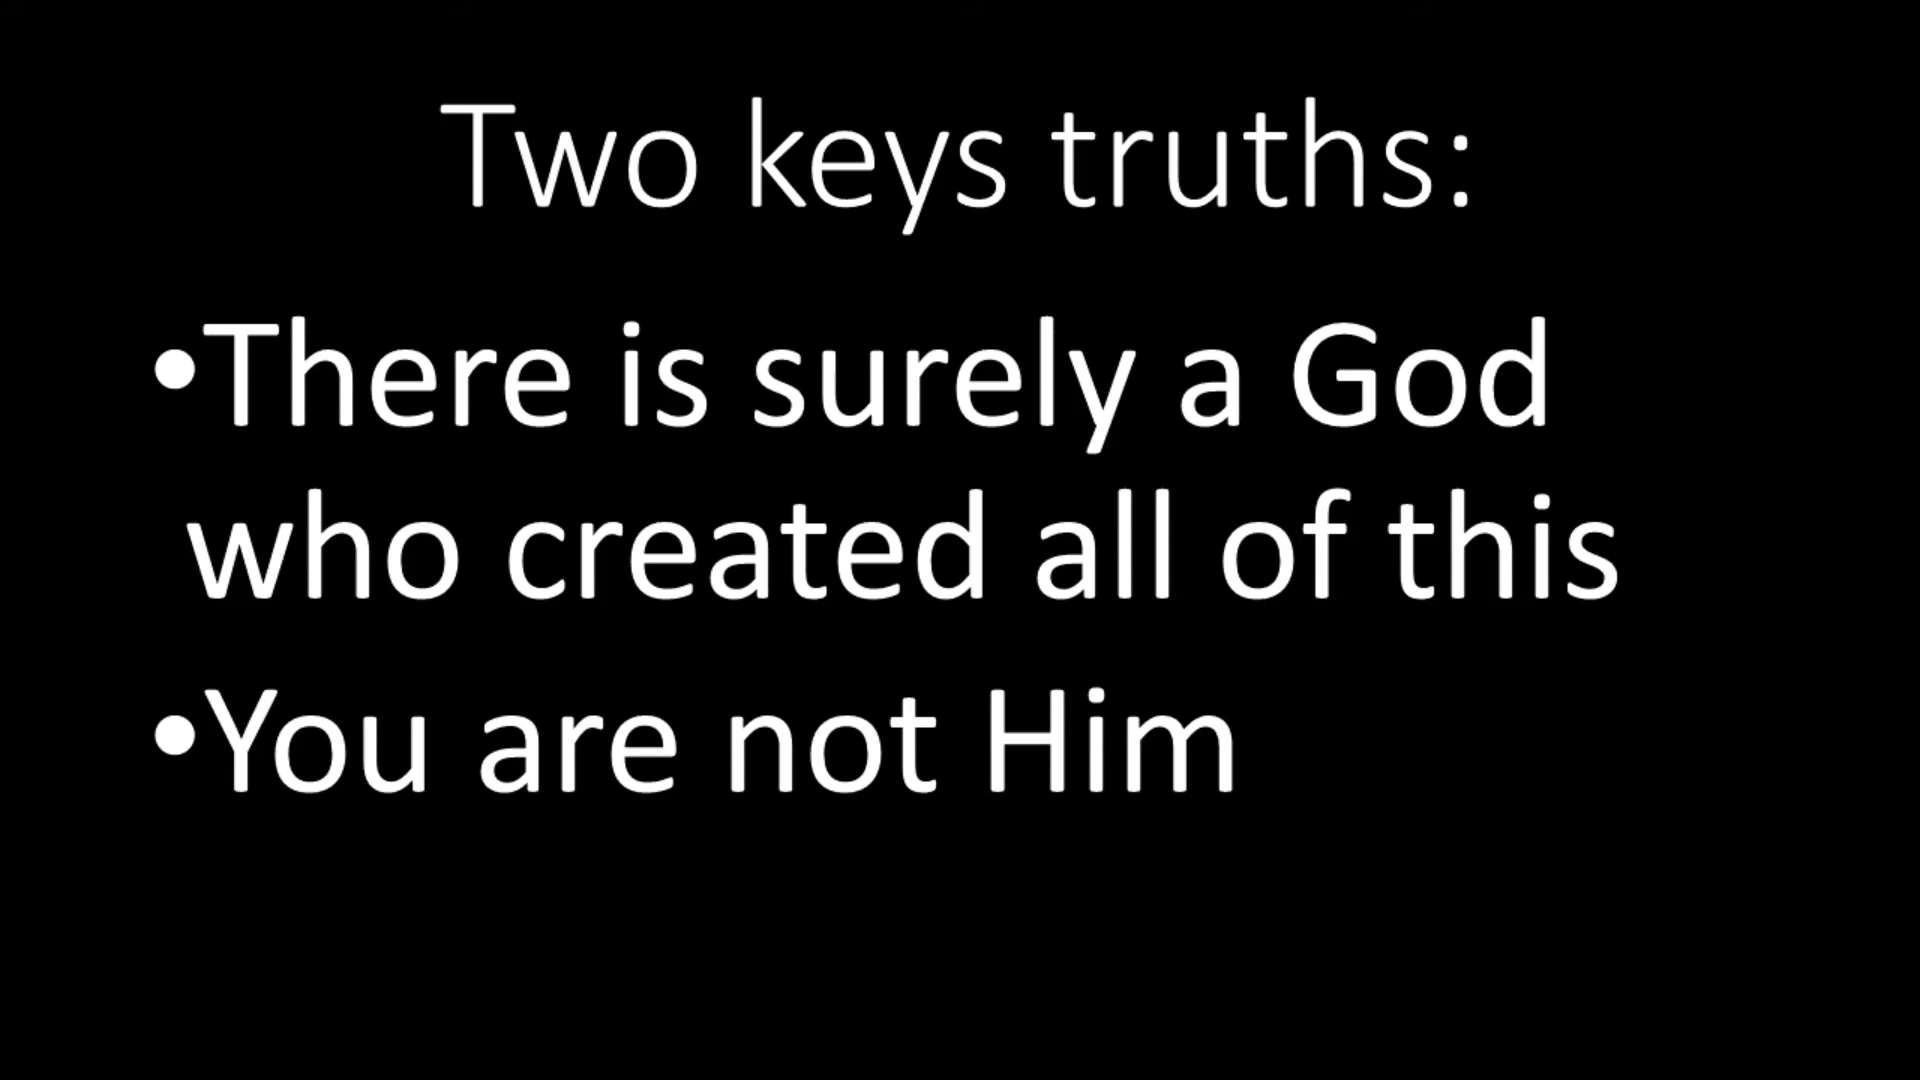 Two keys truths:
•There is surely a God
who created all of this
•You are not Him